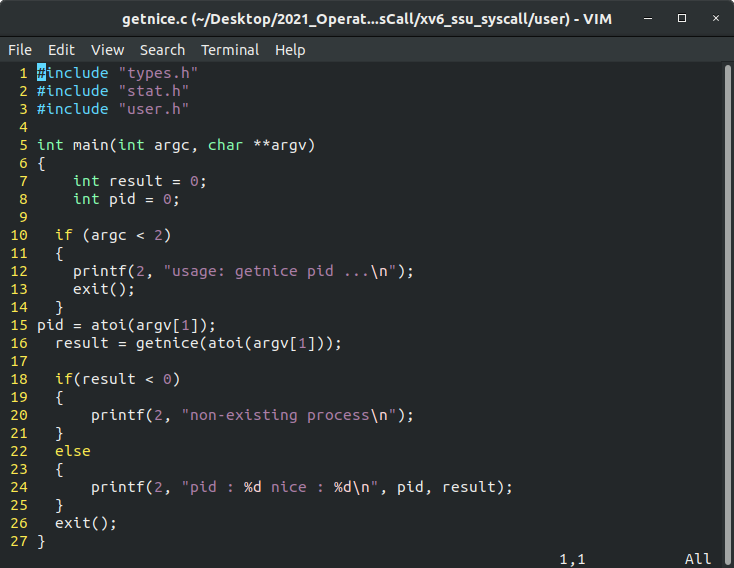 getnice.c (~/Desktop/2021_Operat...sCall/xv6_ssu_syscall/user) - VIM
File Edit View Search Terminal Help
1 #include "types.h"
2 #include "stat.h"
3 #include "user.h"
4
5 int main(int argc, char **argv)
6 {
7     int result = 0;
8     int pid = 0;
9
10   if (argc < 2)
11   {
12     printf(2, "usage: getnice pid ...\n");
13     exit();
14   }
15 pid = atoi(argv[1]);
16   result = getnice(atoi(argv[1]));
17
18   if(result < 0)
19   {
20       printf(2, "non-existing process\n");
21   }
22   else
23   {
24       printf(2, "pid : %d nice : %d\n", pid, result);
25   }
26   exit();
27 }
1,1 All